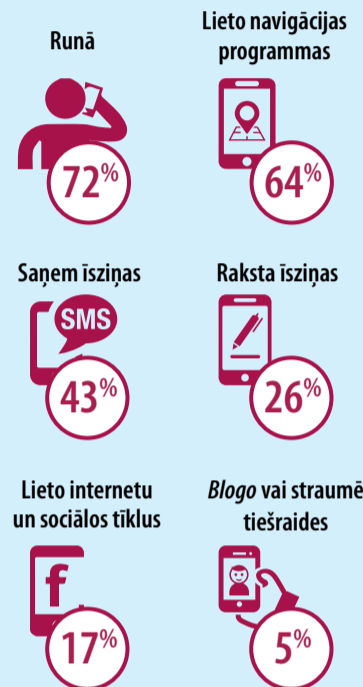 Runā
72%
Lieto navigācijas
programmas
64%
Saņem īsziņas
SMS
43%
Raksta īsziņas
26%
Lieto internetu
un sociālos tīklus
f
17%
Blogo vai straumē
tiešraides
5%